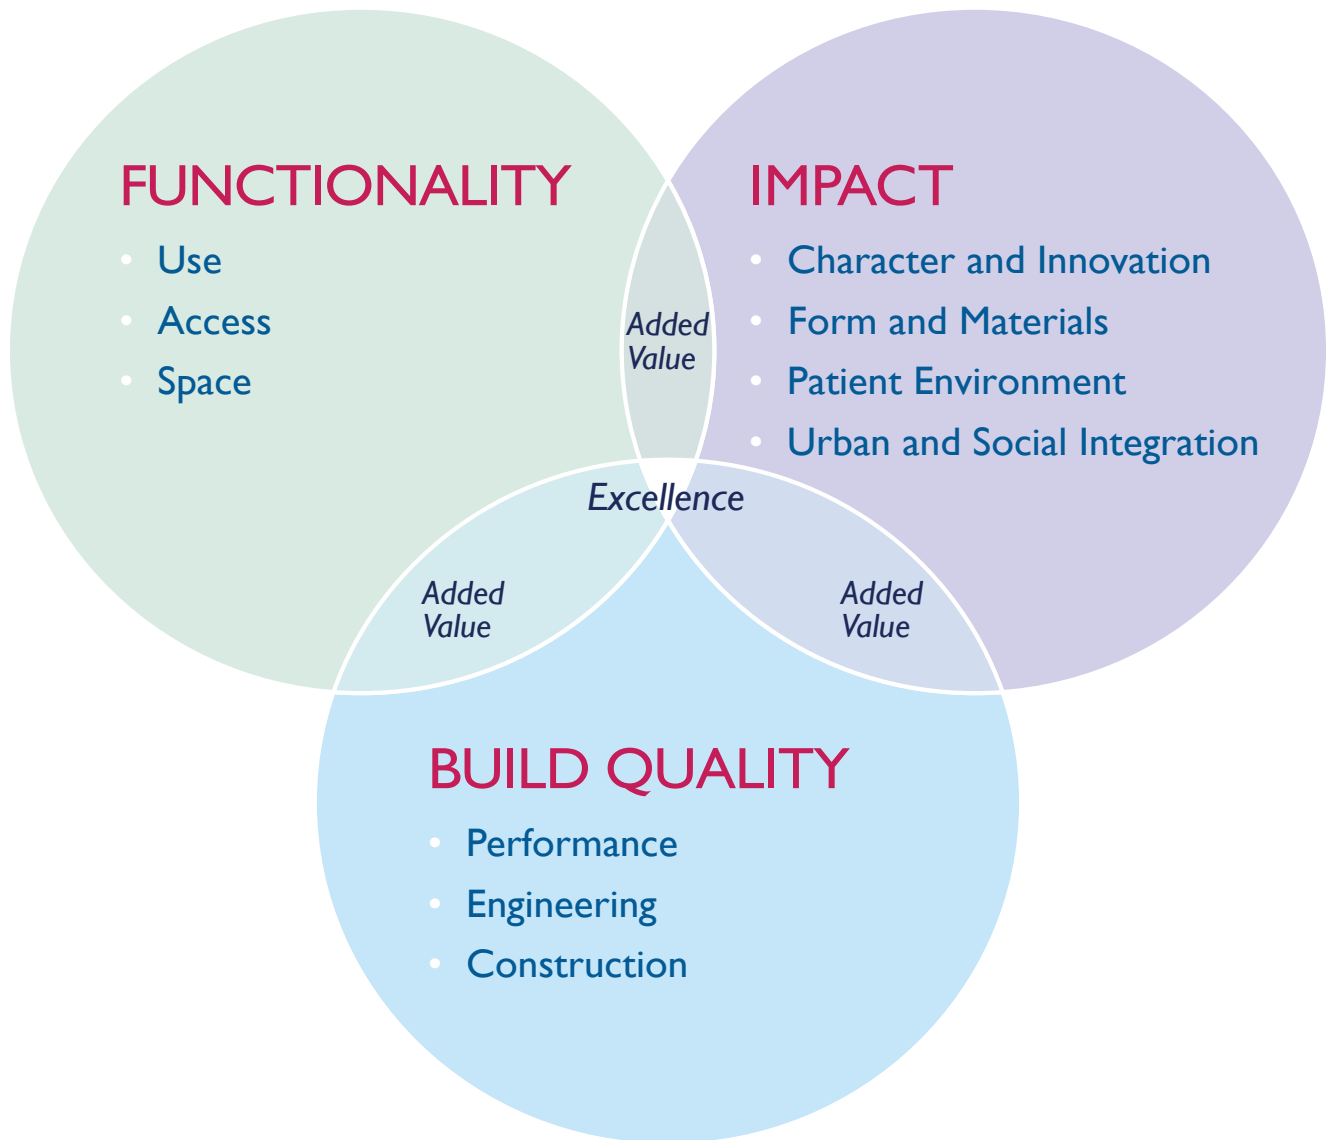 FUNCTIONALITY
• Use
• Access
• Space
IMPACT
• Character and Innovation
• Form and Materials
• Patient Environment
• Urban and Social Integration
Added
Value
Excellence
Added
Value
Added
Value
BUILD QUALITY
• Performance
• Engineering
• Construction